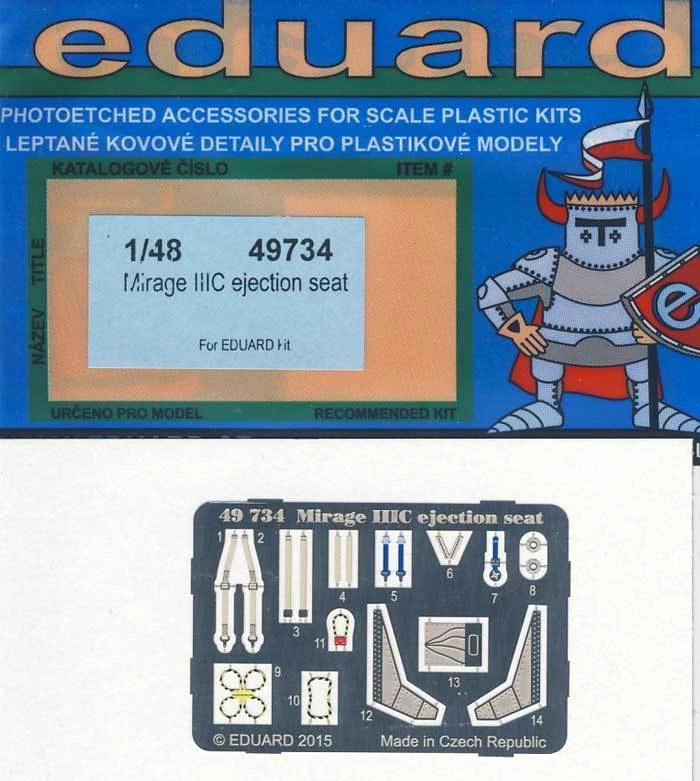 eduard
PHOTOETCHED ACCESSORIES FOR SCALE PLASTIC KITS
LEPTANÉ KOVOVÉ DETAILY PRO PLASTIKOVÉ MODELY
KATALOGOVÉ ČÍSLO ITEM #
NÁZEV TITLE
1/48 49734
Mirage IIIC ejection seat
For EDUARD kit
URČENO PRO MODEL RECOMMENDED KIT
e
49 734 Mirage IIIC ejection seat
1 2
3
4
5
6
7
8
11
9
10
12
13
14
© EDUARD 2015 Made in Czech Republic